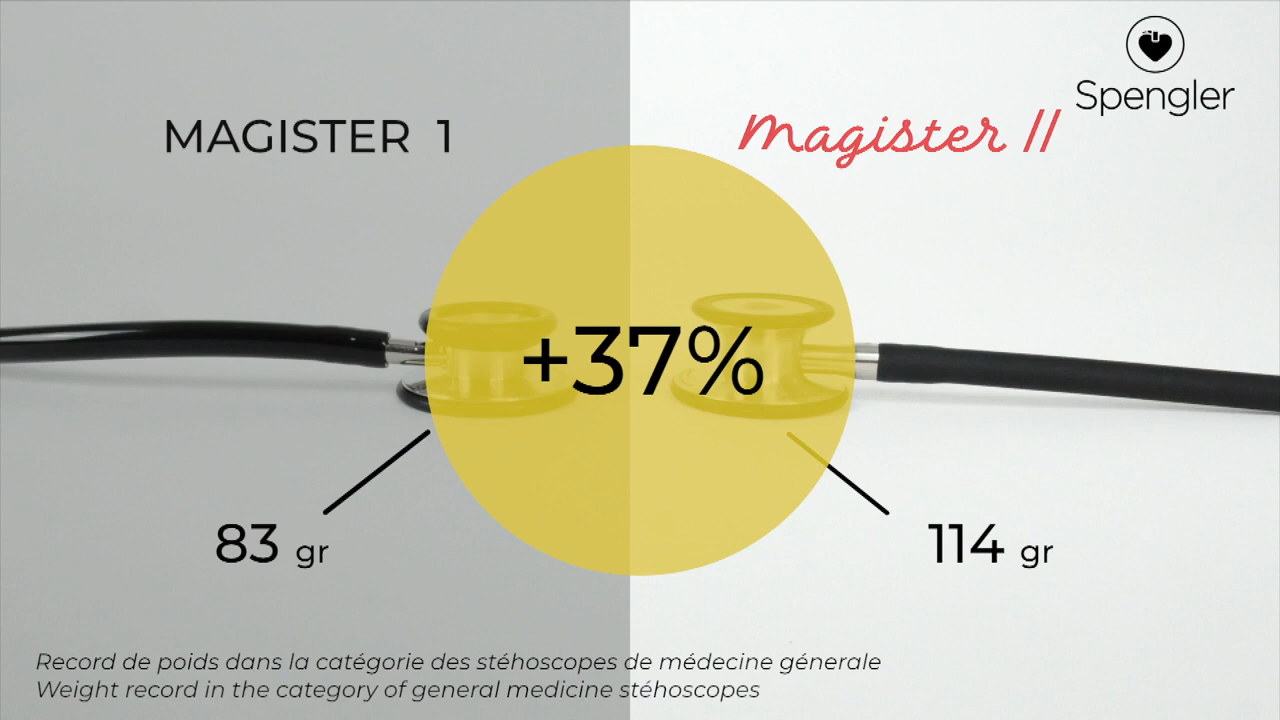 Spengler
MAGISTER 1
Magister II
+37%
83 gr
114 gr
Record de poids dans la catégorie des stéhoscopes de médecine génerale
Weight record in the category of general medicine stéhoscopes